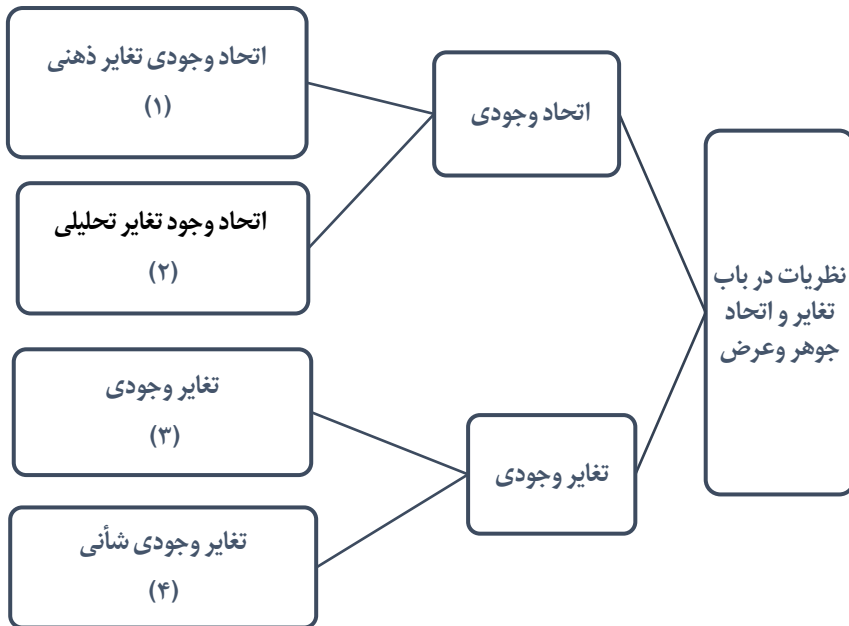 نظریات در باب
تغایر و اتحاد
جوهر وعرض
اتحاد وجودی
اتحاد وجودی تغایر ذهنی
(۱)
اتحاد وجود تغایر تحلیلی
(۲)
تغایر وجودی
تغایر وجودی
(۳)
تغایر وجودی شأنی
(۴)